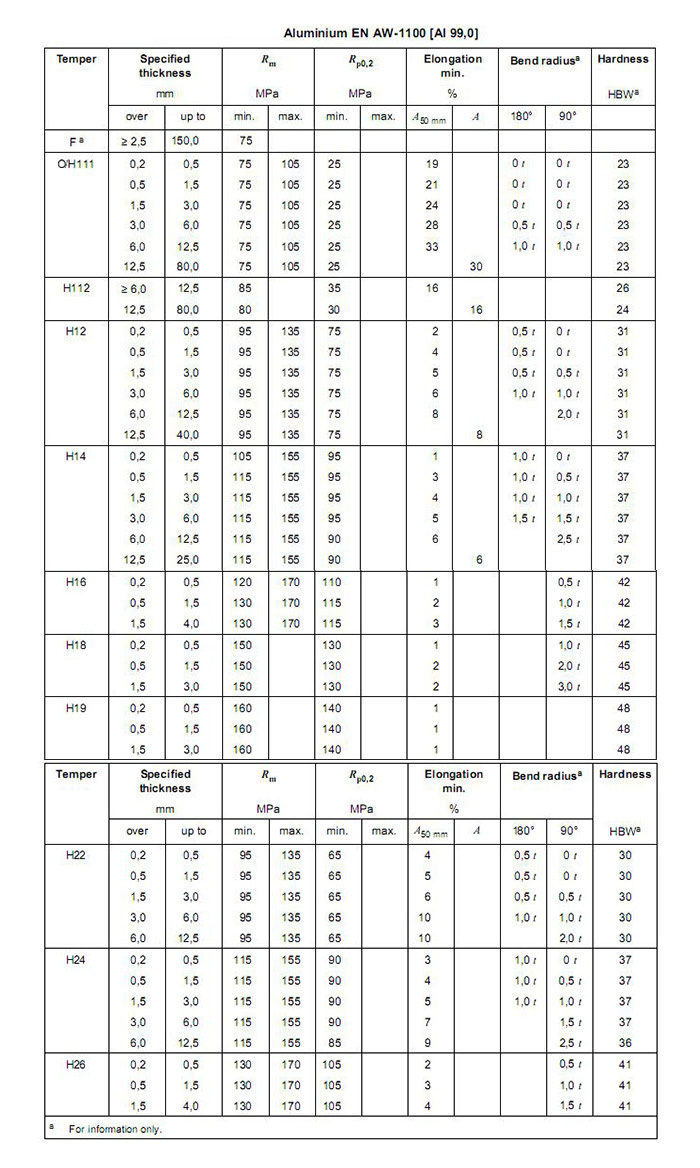 Aluminium EN AW-1100 [Al 99,0]
Temper Specified thickness Rm Rp0,2 Elongation min. Bend radiusa Hardness
mm MPa MPa % HBWa
over up to min. max. min. max. A50 mm A 180° 90°
F a ≥ 2,5 150,0 75
O/H111 0,2 0,5 75 105 25 19 0 t 0 t 23
0,5 1,5 75 105 25 21 0 t 0 t 23
1,5 3,0 75 105 25 24 0 t 0 t 23
3,0 6,0 75 105 25 28 0,5 t 0,5 t 23
6,0 12,5 75 105 25 33 1,0 t 1,0 t 23
12,5 80,0 75 105 25 30 23
H112 ≥ 6,0 12,5 85 35 16 26
12,5 80,0 80 30 16 24
H12 0,2 0,5 95 135 75 2 0,5 t 0 t 31
0,5 1,5 95 135 75 4 0,5 t 0 t 31
1,5 3,0 95 135 75 5 0,5 t 0,5 t 31
3,0 6,0 95 135 75 6 1,0 t 1,0 t 31
6,0 12,5 95 135 75 8 2,0 t 31
12,5 40,0 95 135 75 8 31
H14 0,2 0,5 105 155 95 1 1,0 t 0 t 37
0,5 1,5 115 155 95 3 1,0 t 0,5 t 37
1,5 3,0 115 155 95 4 1,0 t 1,0 t 37
3,0 6,0 115 155 95 5 1,5 t 1,5 t 37
6,0 12,5 115 155 90 6 2,5 t 37
12,5 25,0 115 155 90 6 37
H16 0,2 0,5 120 170 110 1 0,5 t 42
0,5 1,5 130 170 115 2 1,0 t 42
1,5 4,0 130 170 115 3 1,5 t 42
H18 0,2 0,5 150 130 1 1,0 t 45
0,5 1,5 150 130 2 2,0 t 45
1,5 3,0 150 130 2 3,0 t 45
H19 0,2 0,5 160 140 1 48
0,5 1,5 160 140 1 48
1,5 3,0 160 140 1 48
Temper Specified thickness Rm Rp0,2 Elongation min. Bend radiusa Hardness
mm MPa MPa %
over up to min. max. min. max. A50 mm A 180° 90° HBWa
H22 0,2 0,5 95 135 65 4 0,5 t 0 t 30
0,5 1,5 95 135 65 5 0,5 t 0 t 30
1,5 3,0 95 135 65 6 0,5 t 0,5 t 30
3,0 6,0 95 135 65 10 1,0 t 1,0 t 30
6,0 12,5 95 135 65 10 2,0 t 30
H24 0,2 0,5 115 155 90 3 1,0 t 0 t 37
0,5 1,5 115 155 90 4 1,0 t 0,5 t 37
1,5 3,0 115 155 90 5 1,0 t 1,0 t 37
3,0 6,0 115 155 90 7 1,5 t 37
6,0 12,5 115 155 85 9 2,5 t 36
H26 0,2 0,5 130 170 105 2 0,5 t 41
0,5 1,5 130 170 105 3 1,0 t 41
1,5 4,0 130 170 105 4 1,5 t 41
a For information only.